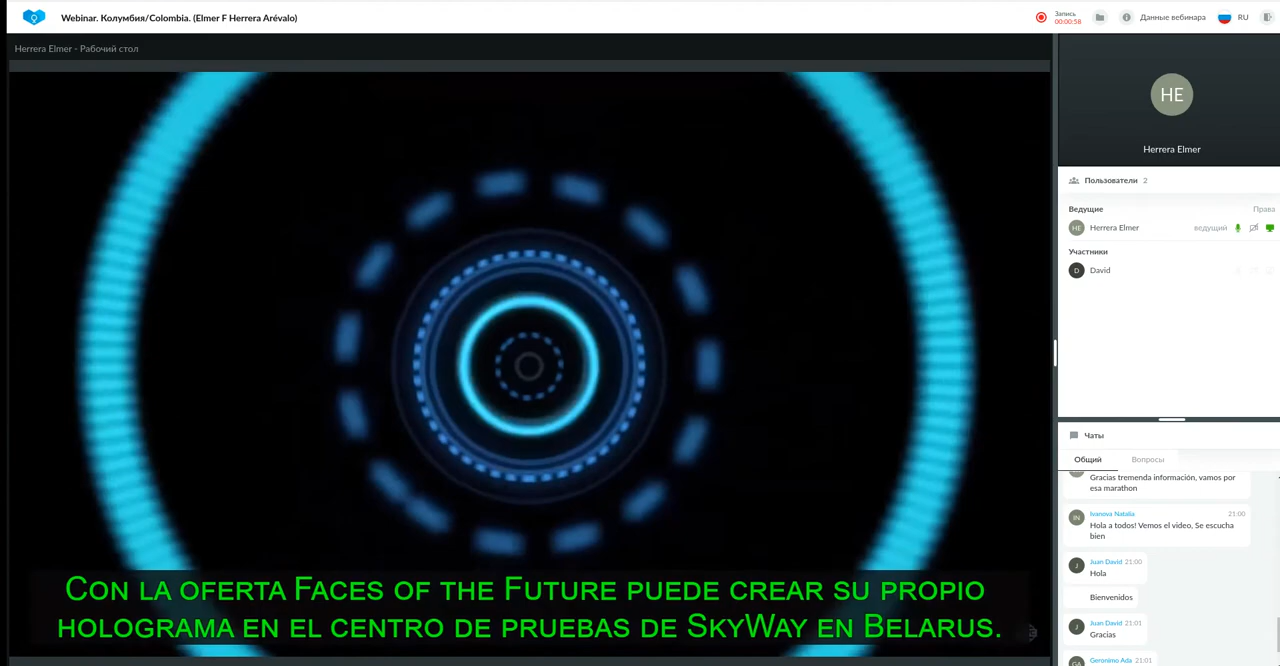 Webinar. Колумбия/Colombia. (Elmer F Herrera Arévalo)
Запись
00:00:58
Данные вебинара
RU
Herrera Elmer - Рабочий стол
HE
Herrera Elmer
Пользователи 2
Ведущие Права
HE Herrera Elmer ведущий
Участники
D David
Чаты
Общий Вопросы
Gracias tremenda información, vamos por
esa marathon
IN Ivanova Natalia 21:00
Hola a todos! Vemos el video, Se escucha
bien
J Juan David 21:00
Hola
Bienvenidos
J Juan David 21:01
Gracias
GA Geronimo Ada 21:01
Con la oferta Faces of the Future puede crear su propio
holograma en el centro de pruebas de SkyWay en Belarus.